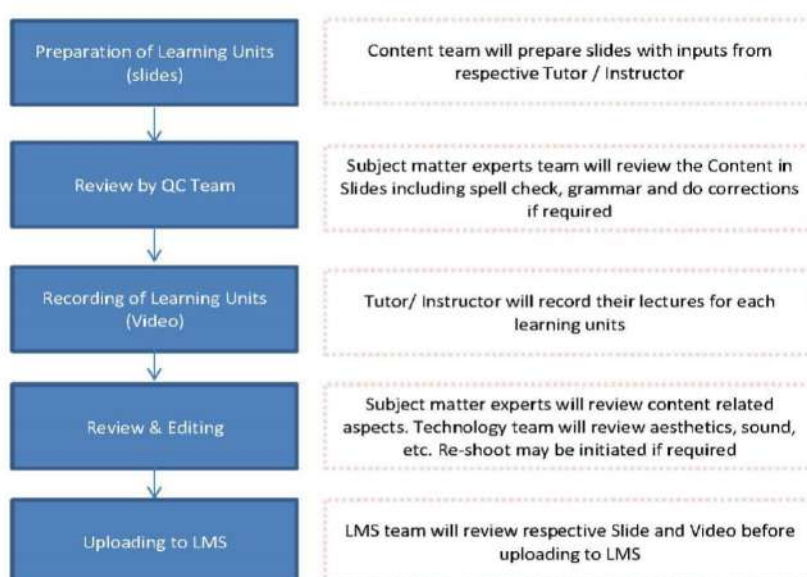 Preparation of Learning Units
(slides)
Content team will prepare slides with inputs from
respective Tutor / Instructor
Review by QC Team
Subject matter experts team will review the Content in
Slides including spell check, grammar and do corrections
if required
Recording of Learning Units
(Video)
Tutor/ Instructor will record their lectures for each
learning units
Review & Editing
Subject matter experts will review content related
aspects. Technology team will review aesthetics, sound,
etc. Re-shoot may be initiated if required
Uploading to LMS
LMS team will review respective Slide and Video before
uploading to LMS